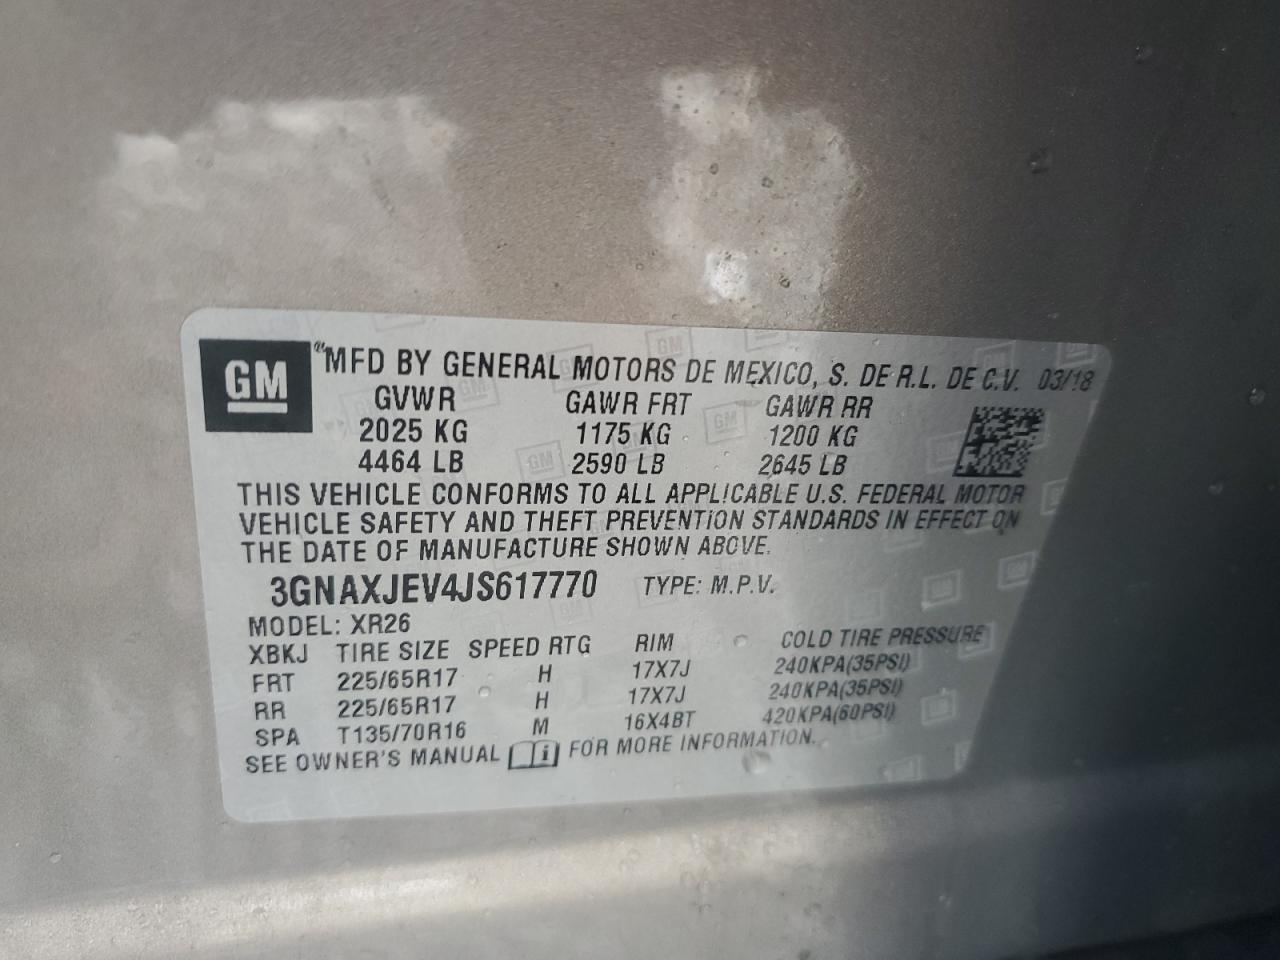 GM MFD BY GENERAL MOTORS DE MEXICO, S. DE R.L. DE C.V. 03/18
GVWR GAWR FRT GAWR RR
2025 KG 1175 KG 1200 KG
4464 LB 2590 LB 2645 LB
THIS VEHICLE CONFORMS TO ALL APPLICABLE U.S. FEDERAL MOTOR
VEHICLE SAFETY AND THEFT PREVENTION STANDARDS IN EFFECT ON
THE DATE OF MANUFACTURE SHOWN ABOVE.
3GNAXJEV4JS617770 TYPE: M.P.V.
MODEL: XR26
XBKJ TIRE SIZE SPEED RTG RIM COLD TIRE PRESSURE
FRT 225/65R17 H 17X7J 240KPA(35PSI)
RR 225/65R17 H 17X7J 240KPA(35PSI)
SPA T135/70R16 M 16X4BT 420KPA(60PSI)
SEE OWNER'S MANUAL FOR MORE INFORMATION.